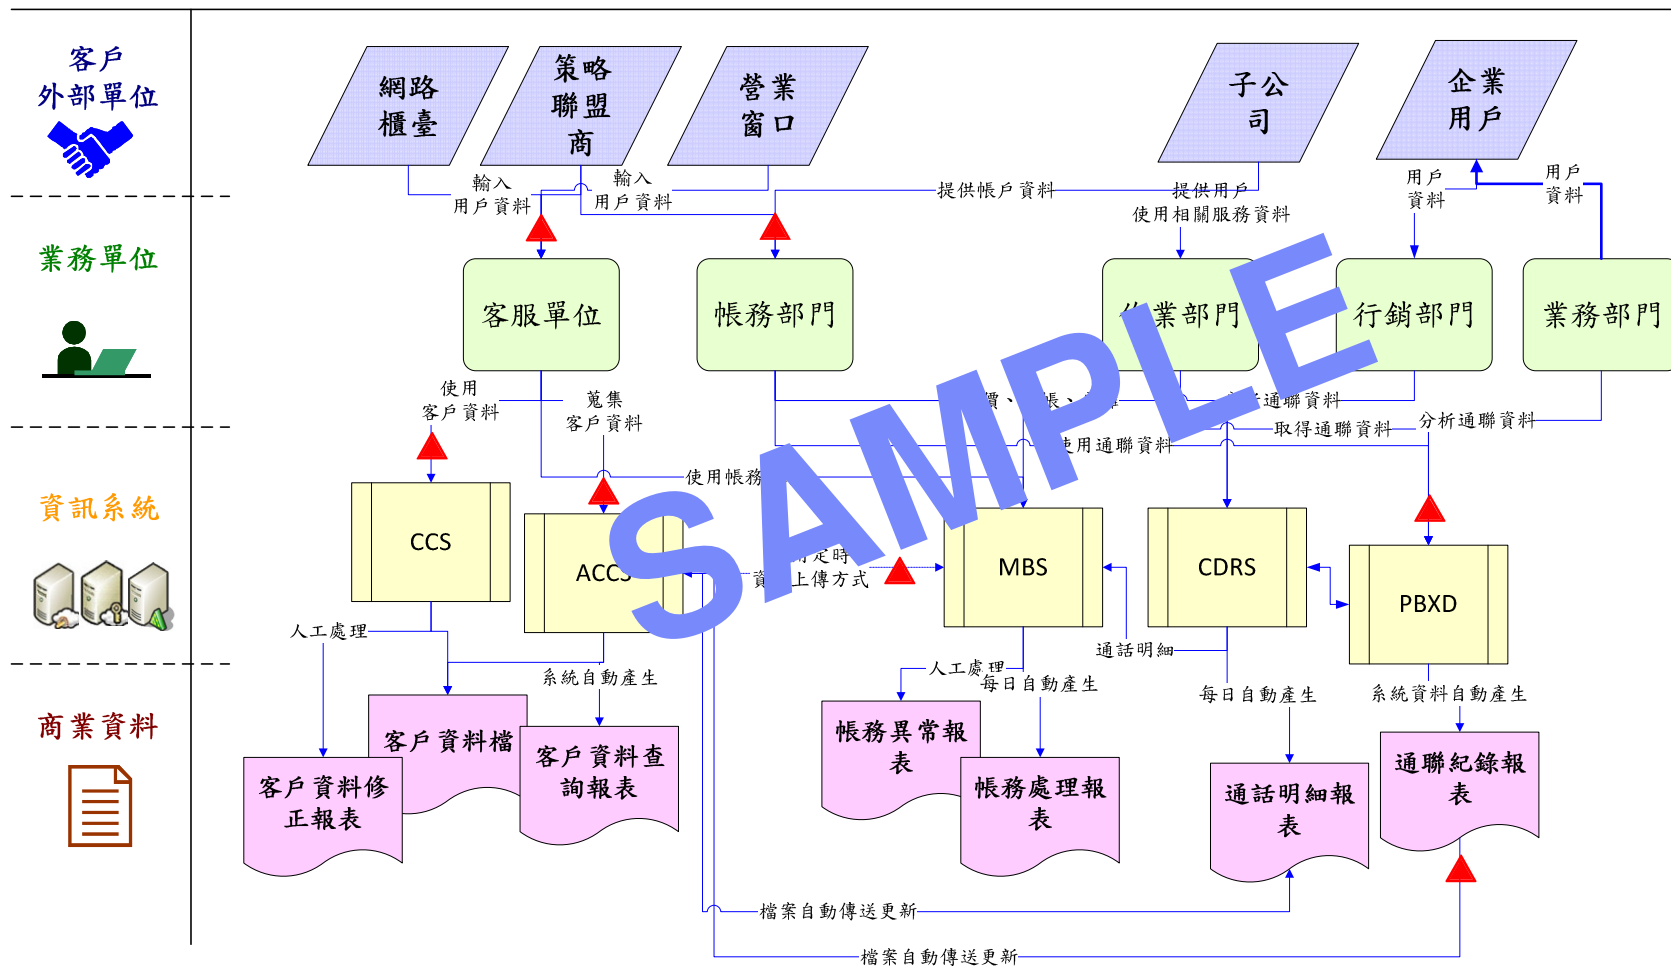 客戶
外部單位
網路
櫃臺
策略
聯盟
商
營業
窗口
子公
司
企業
用戶
輸入
用戶資料
輸入
用戶資料
提供帳戶資料
提供用戶
使用相關服務資料
用戶
資料
用戶
資料
業務單位
客服單位
帳務部門
業部門
行銷部門
業務部門
使用
客戶資料
蒐集
客戶資料
價、
帳、
通聯資料
取得通聯資料
分析通聯資料
使用通聯資料
使用帳務
SAMPLE
資訊系統
CCS
ACCS
定時
資
上傳方式
MBS
CDRS
PBXD
人工處理
系統自動產生
人工處理
每日自動產生
通話明細
每日自動產生
系統資料自動產生
商業資料
客戶資料修
正報表
客戶資料檔
客戶資料查
詢報表
帳務異常報
表
帳務處理報
表
通話明細報
表
通聯紀錄報
表
檔案自動傳送更新
檔案自動傳送更新